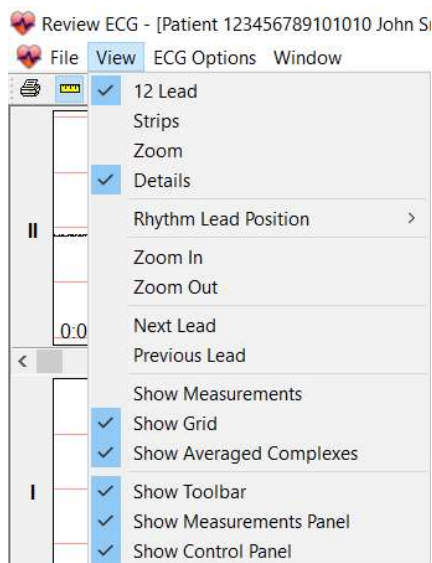 Review ECG - [Patient 123456789101010 John
File View ECG Options Window
12 Lead
Strips
Zoom
Details
Rhythm Lead Position
Zoom In
Zoom Out
Next Lead
Previous Lead
Show Measurements
Show Grid
Show Averaged Complexes
Show Toolbar
Show Measurements Panel
Show Control Panel
II
0:0
I